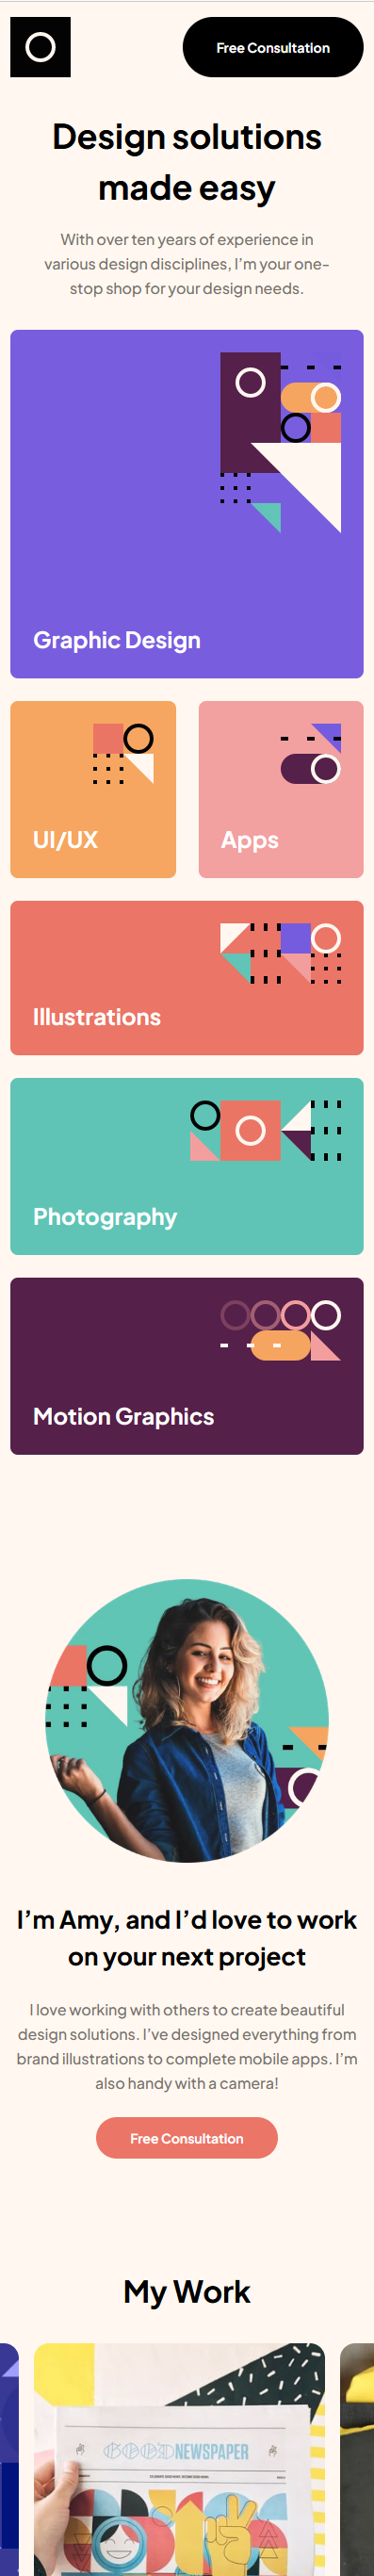 Free Consultation
Design solutions
made easy
With over ten years of experience in
various design disciplines, I’m your one-
stop shop for your design needs.
Graphic Design
UI/UX
Apps
Illustrations
Photography
Motion Graphics
I’m Amy, and I’d love to work
on your next project
I love working with others to create beautiful
design solutions. I’ve designed everything from
brand illustrations to complete mobile apps. I’m
also handy with a camera!
Free Consultation
My Work
GOOD NEWSPAPER